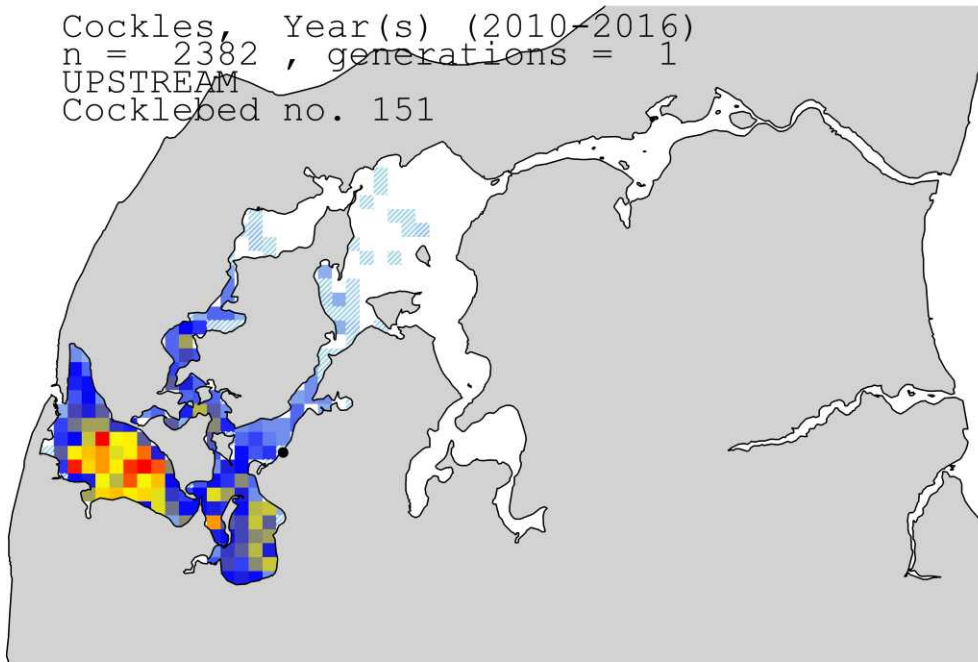 Cockles, Year(s) (2010-2016)
n = 2382 , generations = 1
UPSTREAM
Cocklebed no. 151